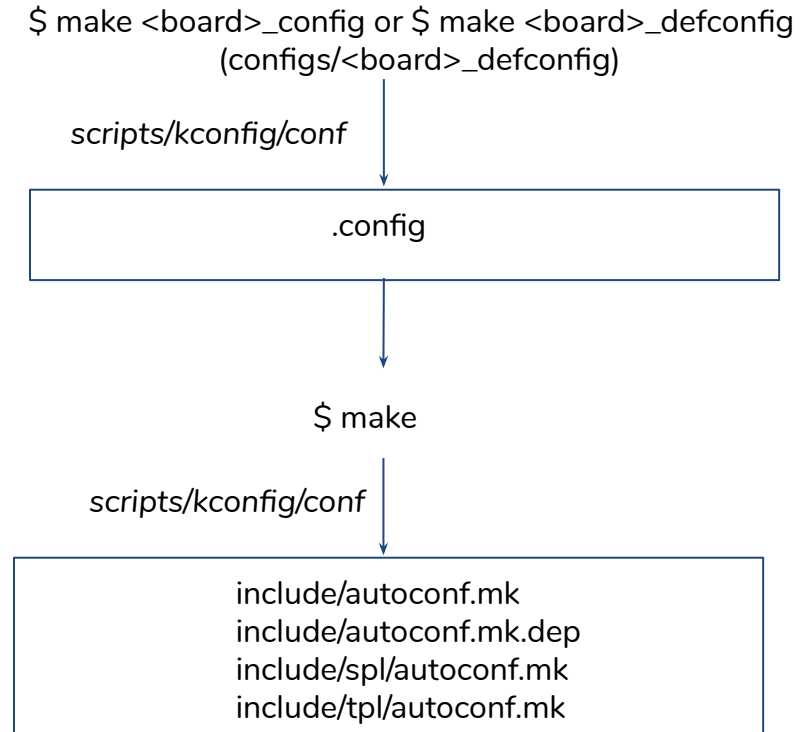 $ make <board>_config or $ make <board>_defconfig
(configs/<board>_defconfig)
scripts/kconfig/conf
.config
$ make
scripts/kconfig/conf
include/autoconf.mk
include/autoconf.mk.dep
include/spl/autoconf.mk
include/tpl/autoconf.mk